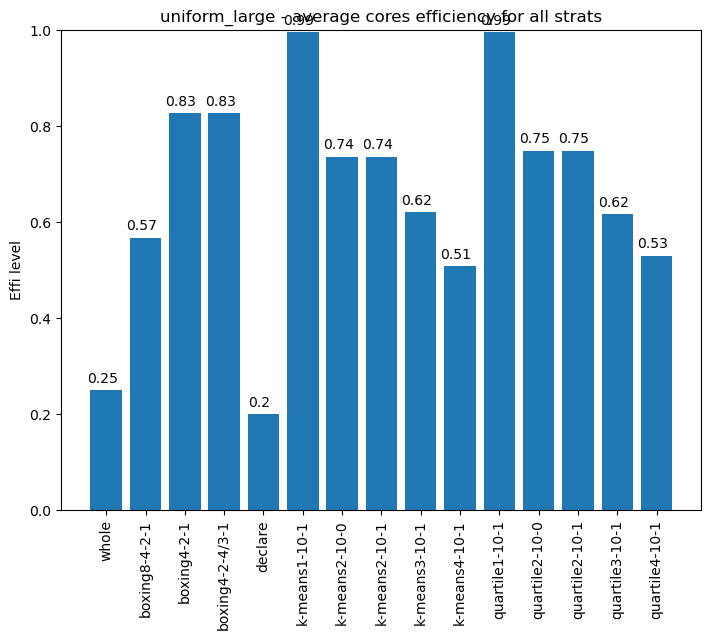 uniform_large - average cores efficiency for all strats
Effi level
1.0
0.8
0.6
0.4
0.2
0.0
0.25
0.57
0.83
0.83
0.2
0.99
0.74
0.74
0.62
0.51
0.99
0.75
0.75
0.62
0.53
whole
boxing8-4-2-1
boxing4-2-1
boxing4-2-4/3-1
declare
k-means1-10-1
k-means2-10-0
k-means2-10-1
k-means3-10-1
k-means4-10-1
quartile1-10-1
quartile2-10-0
quartile2-10-1
quartile3-10-1
quartile4-10-1